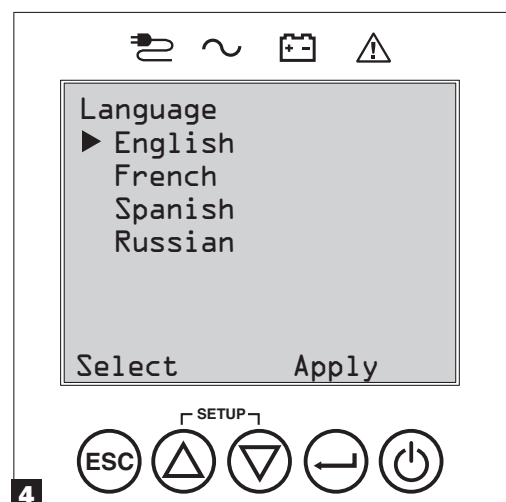 Language
English
French
Spanish
Russian
Select Apply
SETUP
ESC
4